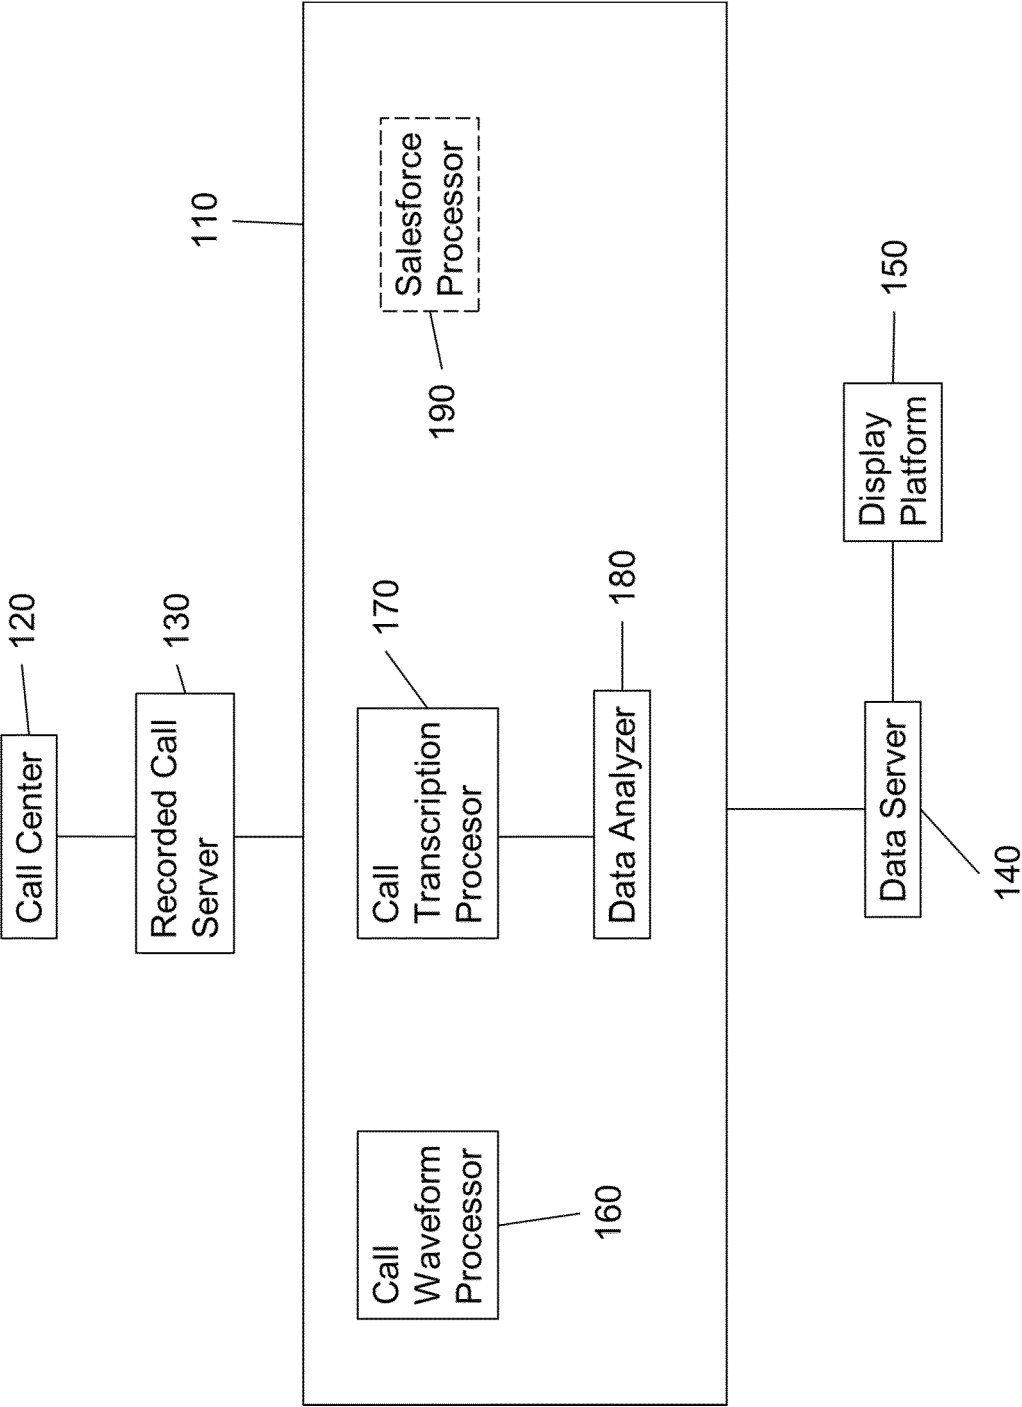 Call Center
120
Recorded Call
Server
130
110
Call
Waveform
Processor
160
Call
Transcription
Procesor
170
Salesforce
Processor
190
Data Analyzer
180
Data Server
140
Display
Platform
150